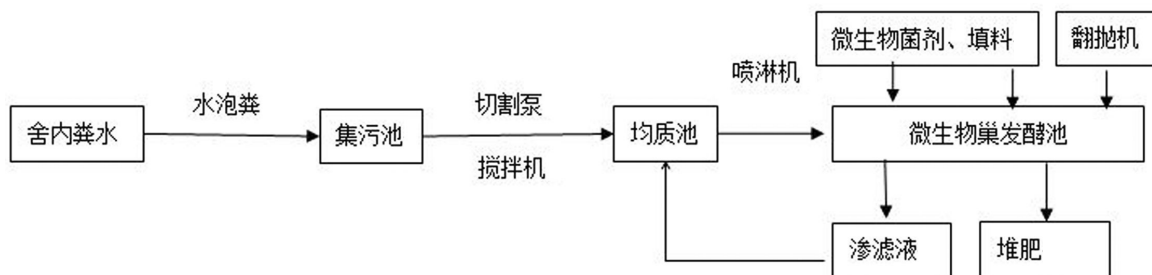 微生物菌剂、填料
翻抛机
喷淋机
水泡粪
切割泵
舍内粪水
集污池
均质池
微生物巢发酵池
搅拌机
渗滤液
堆肥